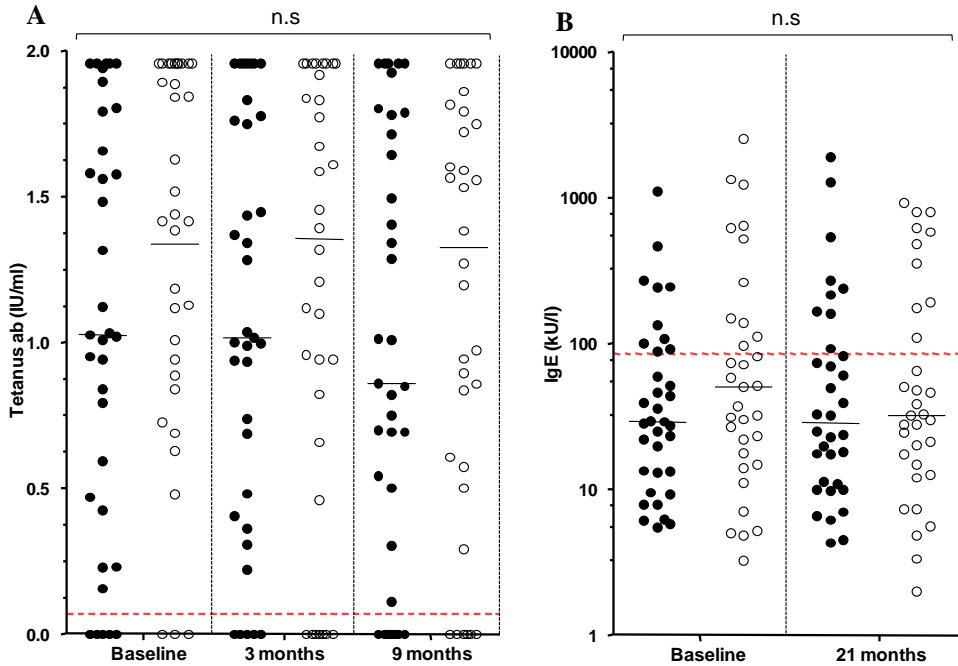 A
n.s
2.0
1.5
1.0
0.5
0.0
Tetanus ab (IU/ml)
Baseline
3 months
9 months
B
n.s
10000
1000
100
10
1
IgE (kU/l)
Baseline
21 months